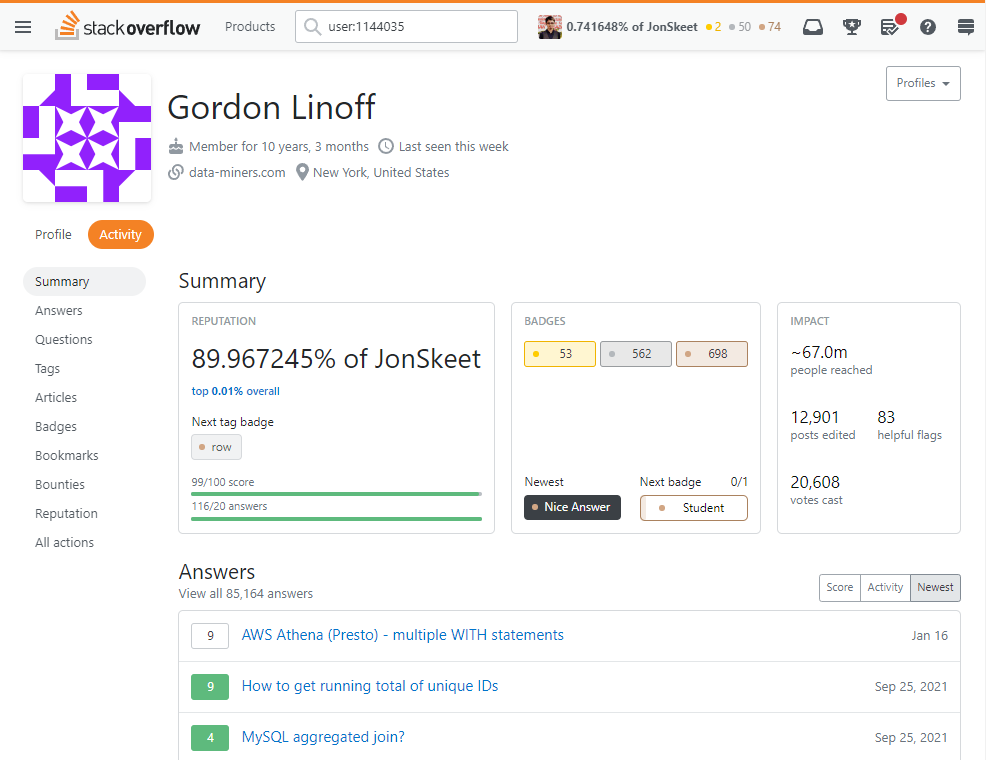 stackoverflow Products user:1144035 0.741648% of JonSkeet 2 50 74
Profiles
Gordon Linoff
Member for 10 years, 3 months Last seen this week
data-miners.com New York, United States
Profile Activity
Summary
Answers
Questions
Tags
Articles
Badges
Bookmarks
Bounties
Reputation
All actions
Summary
REPUTATION
89.967245% of JonSkeet
top 0.01% overall
Next tag badge
row
99/100 score
116/20 answers
BADGES
53 562 698
Newest
Nice Answer
Next badge 0/1
Student
IMPACT
~67.0m
people reached
12,901
posts edited
83
helpful flags
20,608
votes cast
Answers
View all 85,164 answers
Score Activity Newest
9 AWS Athena (Presto) - multiple WITH statements Jan 16
9 How to get running total of unique IDs Sep 25, 2021
4 MySQL aggregated join? Sep 25, 2021